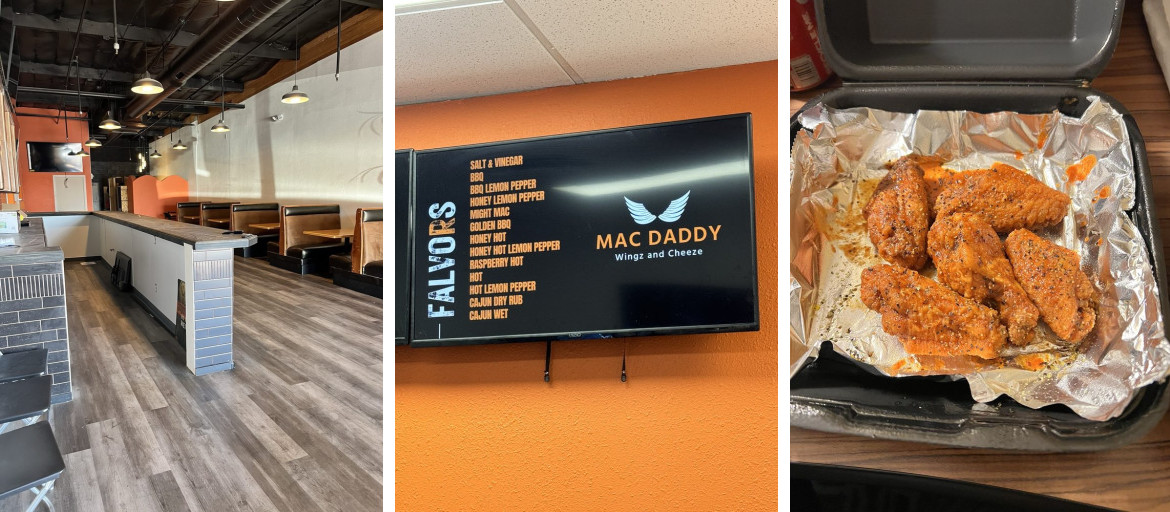 FALVORS
SALT & VINEGAR
BBQ
BBQ LEMON PEPPER
HONEY LEMON PEPPER
MIGHT MAC
GOLDEN BBQ
HONEY HOT
HONEY HOT LEMON PEPPER
RASPBERRY HOT
HOT
HOT LEMON PEPPER
CAJUN DRY RUB
CAJUN WET
MAC DADDY
Wingz and Cheeze